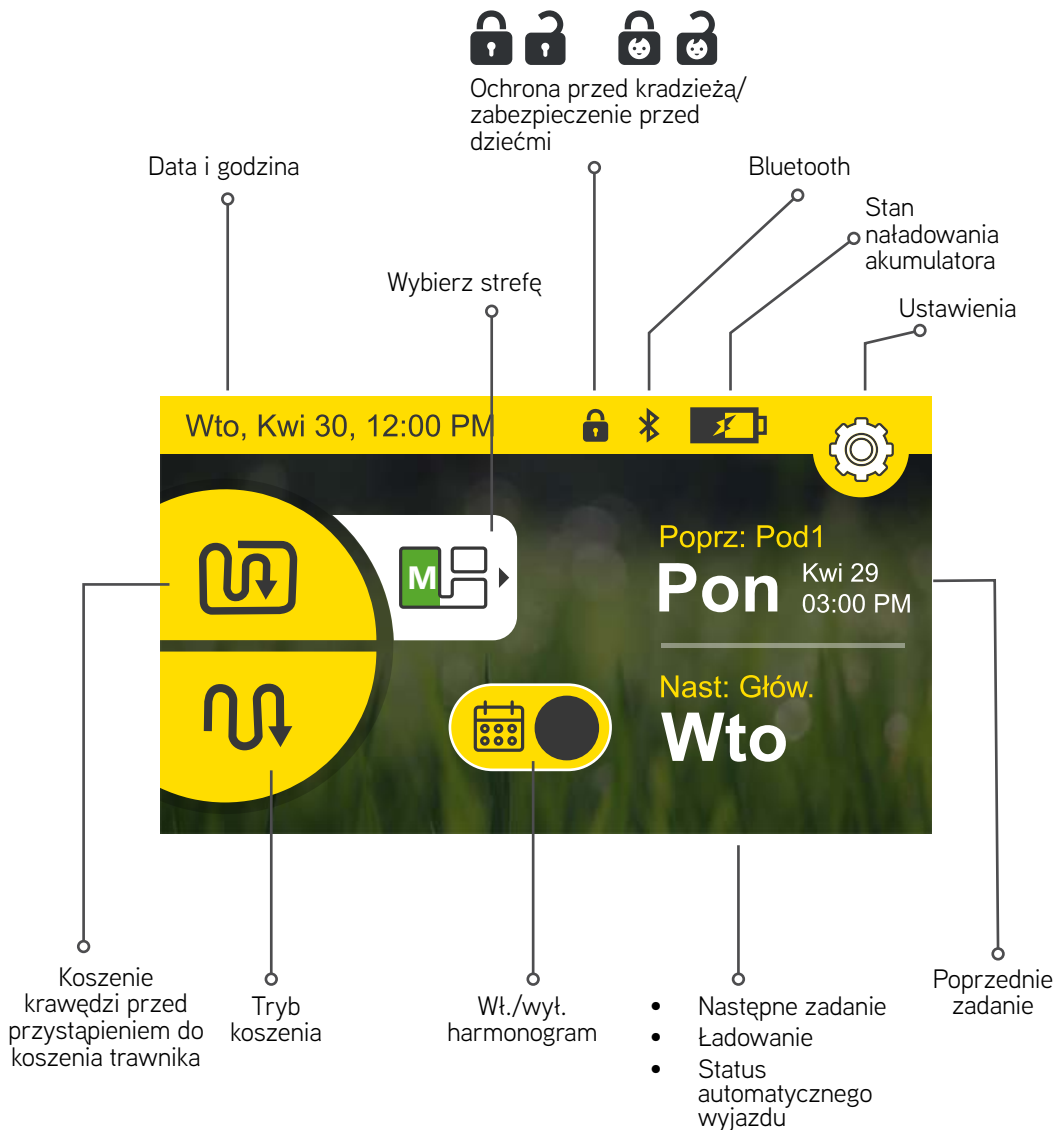 Ochrona przed kradzieżą/
zabezpieczenie przed
dziećmi
Data i godzina
Bluetooth
Stan
naładowania
akumulatora
Wybierz strefę
Ustawienia
Wto, Kwi 30, 12:00 PM
Poprz: Pod1
Pon
Kwi 29
03:00 PM
M
Nast: Głów.
Wto
Koszenie
krawędzi przed
przystąpieniem do
koszenia trawnika
Tryb
koszenia
Wł./wył.
harmonogram
• Następne zadanie
• Ładowanie
• Status
automatycznego
wyjazdu
Poprzednie
zadanie